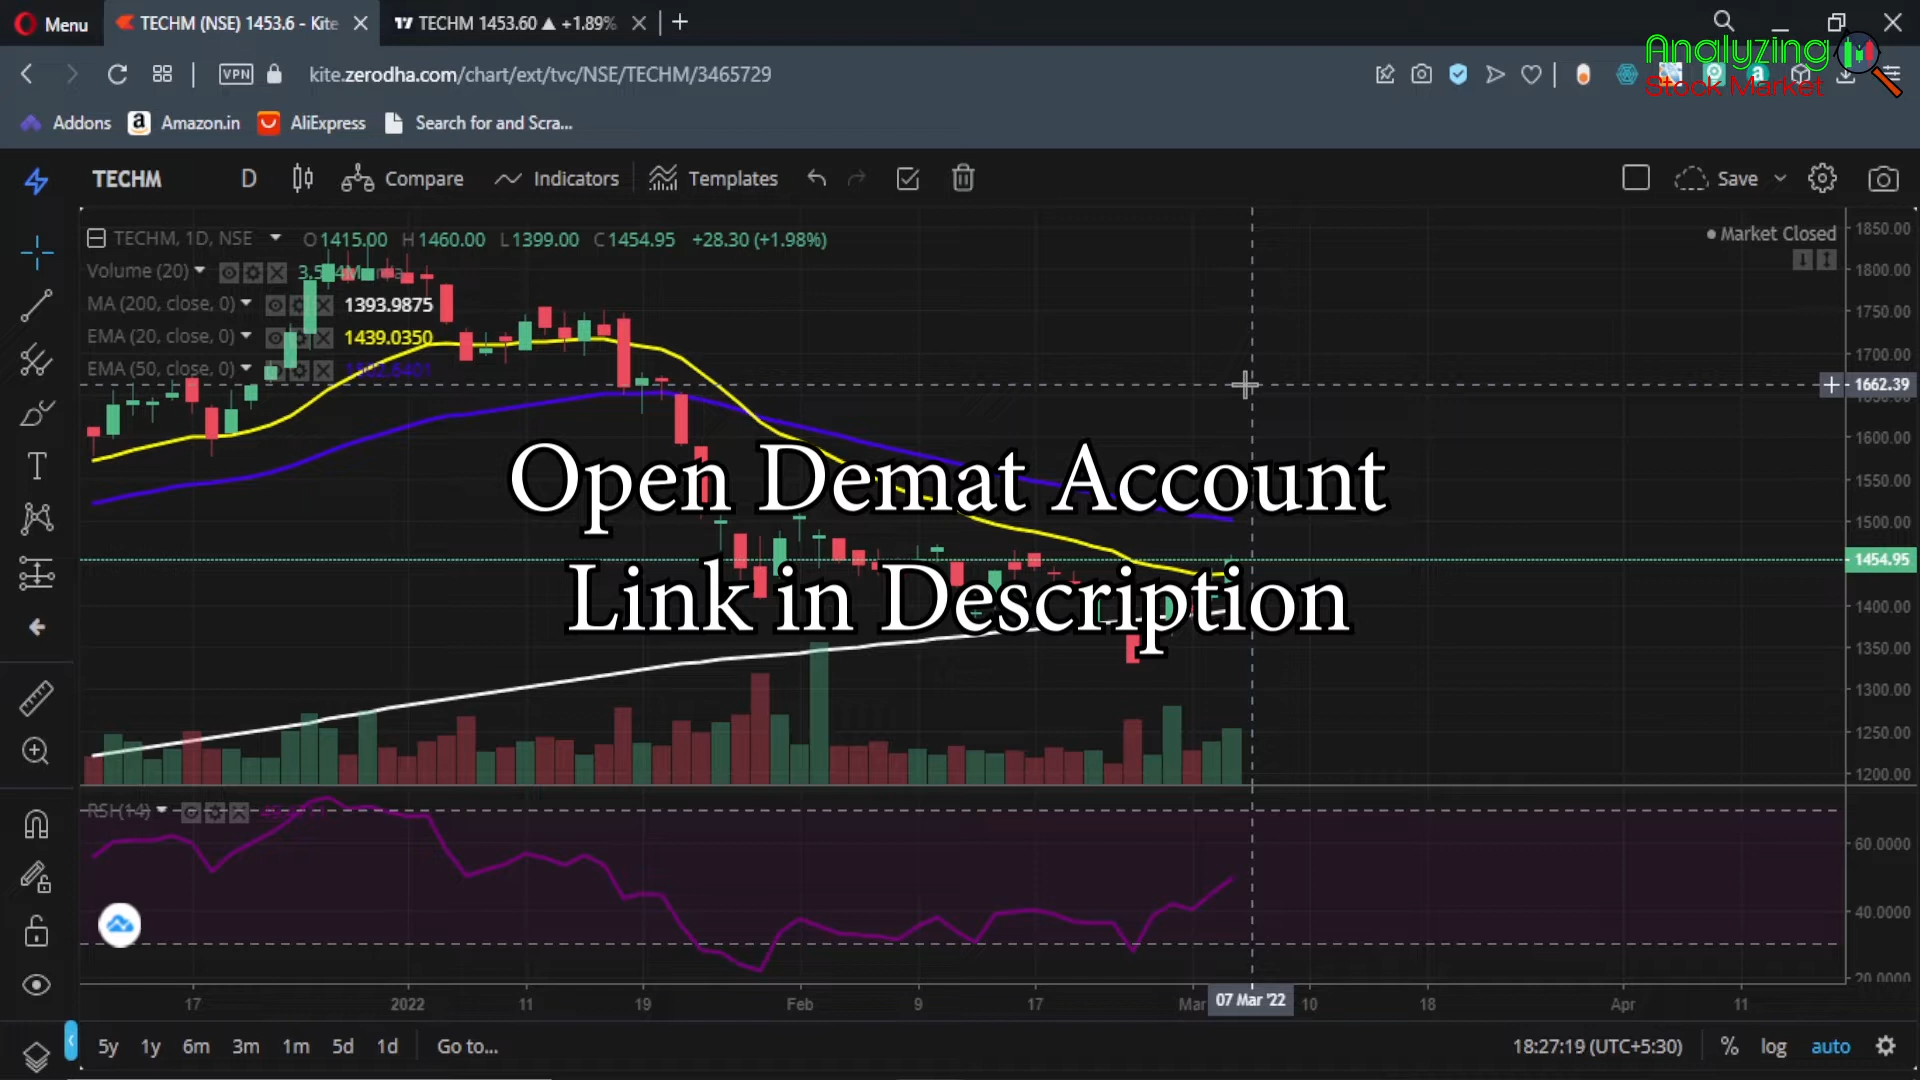 Menu
TECHM (NSE) 1453.6 - Kite
TECHM 1453.60 ▲ +1.89%
Analyzing
Stock Market
VPN
kite.zerodha.com/chart/ext/tvc/NSE/TECHM/3465729
Addons
Amazon.in
AliExpress
Search for and Scra...
TECHM
D
Compare
Indicators
Templates
Save
TECHM, 1D, NSE
O1415.00 H1460.00 L1399.00 C1454.95 +28.30 (+1.98%)
Market Closed
Volume (20)
MA (200, close, 0)
1393.9875
EMA (20, close, 0)
1439.0350
EMA (50, close, 0)
1850.00
1800.00
1750.00
1700.00
1662.39
1600.00
1550.00
1500.00
1454.95
1400.00
1350.00
1300.00
1250.00
1200.00
Open Demat Account
Link in Description
RSI(14)
60.0000
40.0000
20.0000
17 2022 11 19 Feb 9 17 Mar 07 Mar '22 10 18 Apr 11
5y 1y 6m 3m 1m 5d 1d Go to...
18:27:19 (UTC+5:30)
% log auto